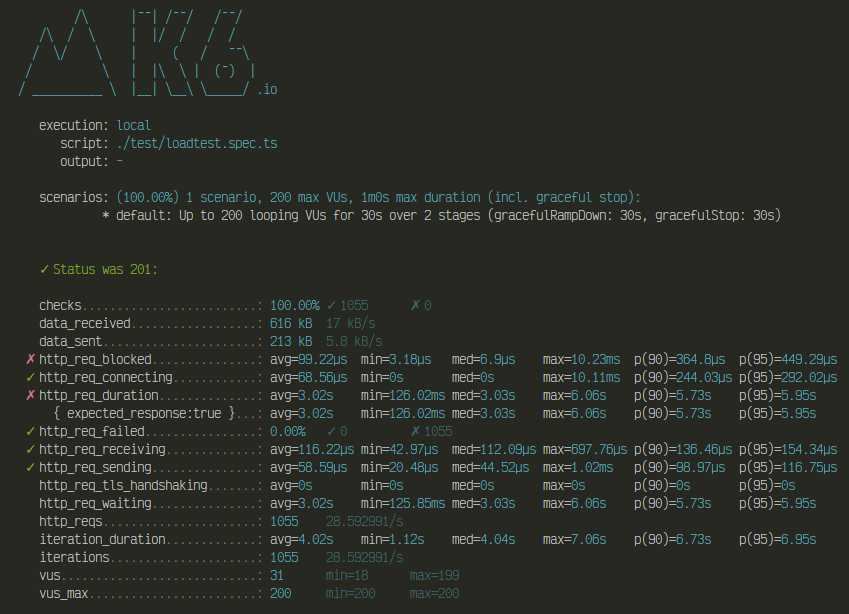 /\      |‾‾| /‾‾/   /‾‾/
/\  /  \     |  |/  /   /  /
/  \/    \    |     (   /   ‾‾\
/          \   |  |\  \ |  (‾)  |
/ __________ \  |__| \__\ \_____/ .io
execution: local
script: ./test/loadtest.spec.ts
output: -
scenarios: (100.00%) 1 scenario, 200 max VUs, 1m0s max duration (incl. graceful stop):
* default: Up to 200 looping VUs for 30s over 2 stages (gracefulRampDown: 30s, gracefulStop: 30s)
✓ Status was 201:
checks.........................: 100.00% ✓ 1055 ✗ 0
data_received..................: 616 kB 17 kB/s
data_sent......................: 213 kB 5.8 kB/s
✗ http_req_blocked...............: avg=99.22µs min=3.18µs med=6.9µs max=10.23ms p(90)=364.8µs p(95)=449.29µs
✓ http_req_connecting............: avg=68.56µs min=0s med=0s max=10.11ms p(90)=244.03µs p(95)=292.02µs
✗ http_req_duration..............: avg=3.02s min=126.02ms med=3.03s max=6.06s p(90)=5.73s p(95)=5.95s
{ expected_response:true }...: avg=3.02s min=126.02ms med=3.03s max=6.06s p(90)=5.73s p(95)=5.95s
✓ http_req_failed................: 0.00% ✓ 0 ✗ 1055
✓ http_req_receiving.............: avg=116.22µs min=42.97µs med=112.09µs max=697.76µs p(90)=136.46µs p(95)=154.34µs
✓ http_req_sending...............: avg=58.59µs min=20.48µs med=44.52µs max=1.02ms p(90)=98.97µs p(95)=116.75µs
http_req_tls_handshaking.......: avg=0s min=0s med=0s max=0s p(90)=0s p(95)=0s
http_req_waiting...............: avg=3.02s min=125.85ms med=3.03s max=6.06s p(90)=5.73s p(95)=5.95s
http_reqs......................: 1055 28.592991/s
iteration_duration.............: avg=4.02s min=1.12s med=4.04s max=7.06s p(90)=6.73s p(95)=6.95s
iterations.....................: 1055 28.592991/s
vus............................: 31 min=18 max=199
vus_max........................: 200 min=200 max=200